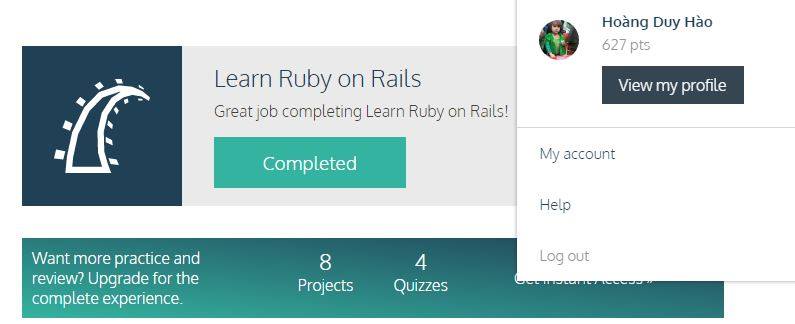 Hoàng Duy Hào
627 pts
View my profile
My account
Help
Log out
Learn Ruby on Rails
Great job completing Learn Ruby on Rails!
Completed
Want more practice and
review? Upgrade for the
complete experience.
8
Projects
4
Quizzes
Get Instant Access »